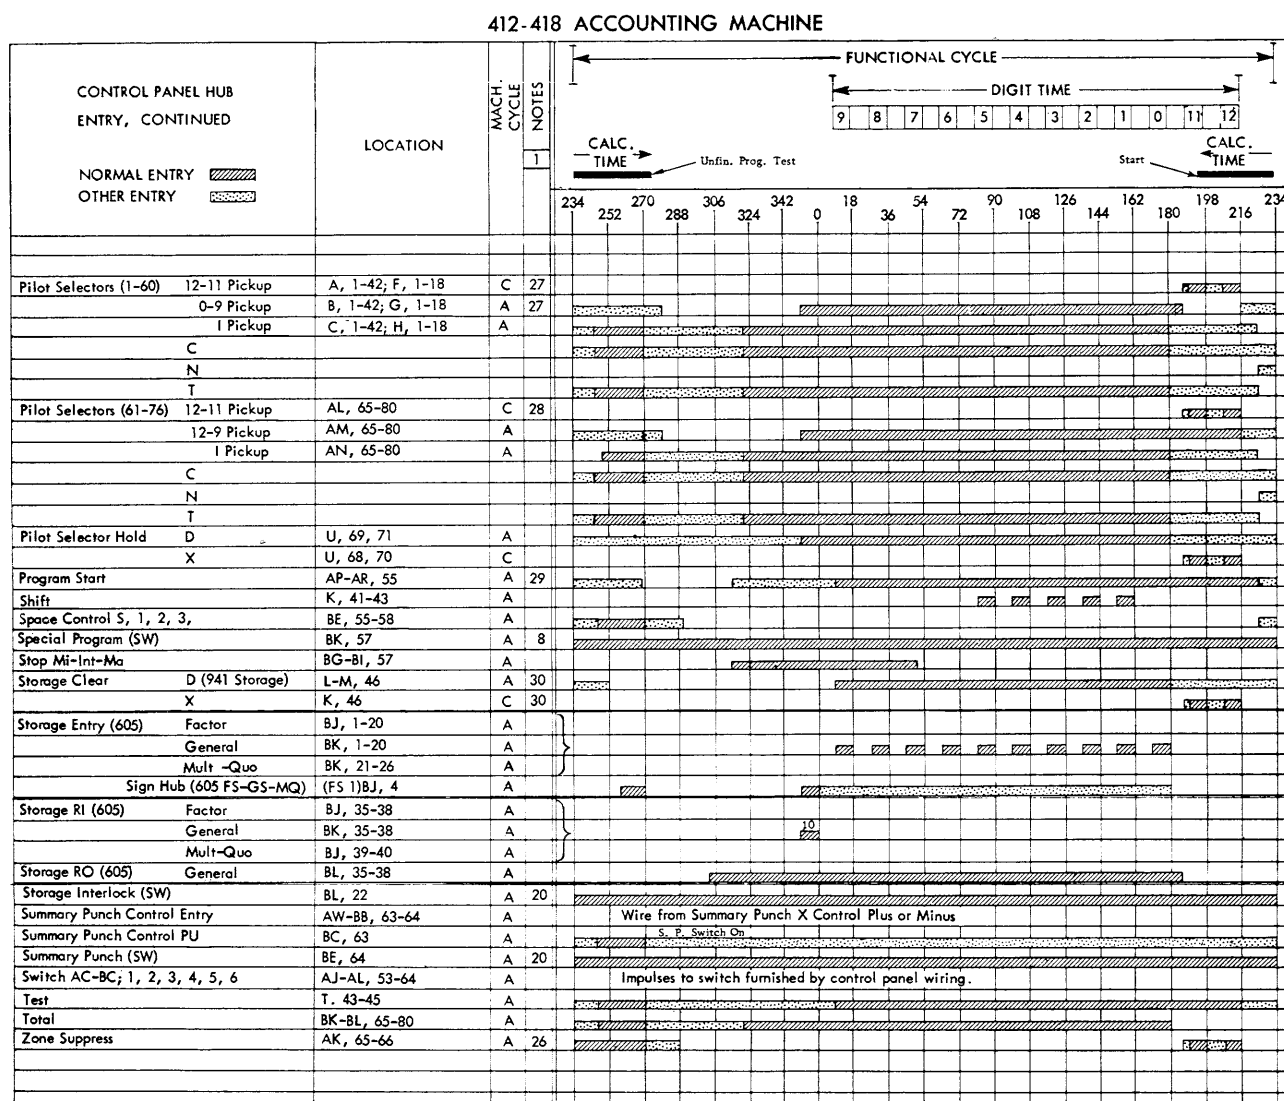 412-418 ACCOUNTING MACHINE
CONTROL PANEL HUB
ENTRY, CONTINUED
NORMAL ENTRY
OTHER ENTRY
LOCATION
MACH. CYCLE
NOTES
1
FUNCTIONAL CYCLE
DIGIT TIME
9 8 7 6 5 4 3 2 1 0 11 12
CALC. TIME
Unfin. Prog. Test
Start
CALC. TIME
234 270 306 342 18 54 90 126 162 198 234
252 288 324 0 36 72 108 144 180 216
Pilot Selectors (1-60) 12-11 Pickup A, 1-42; F, 1-18 C 27
0-9 Pickup B, 1-42; G, 1-18 A 27
I Pickup C, 1-42; H, 1-18 A
C
N
T
Pilot Selectors (61-76) 12-11 Pickup AL, 65-80 C 28
12-9 Pickup AM, 65-80 A
I Pickup AN, 65-80 A
C
N
T
Pilot Selector Hold D U, 69, 71 A
X U, 68, 70 C
Program Start AP-AR, 55 A 29
Shift K, 41-43 A
Space Control S, 1, 2, 3, BE, 55-58 A
Special Program (SW) BK, 57 A 8
Stop Mi-Int-Ma BG-BI, 57 A
Storage Clear D (941 Storage) L-M, 46 A 30
X K, 46 C 30
Storage Entry (605) Factor BJ, 1-20 A
General BK, 1-20 A
Mult -Quo BK, 21-26 A
Sign Hub (605 FS-GS-MQ) (FS 1)BJ, 4 A
Storage RI (605) Factor BJ, 35-38 A
General BK, 35-38 A 10
Mult-Quo BJ, 39-40 A
Storage RO (605) General BL, 35-38 A
Storage Interlock (SW) BL, 22 A 20
Summary Punch Control Entry AW-BB, 63-64 A Wire from Summary Punch X Control Plus or Minus
Summary Punch Control PU BC, 63 A S. P. Switch On
Summary Punch (SW) BE, 64 A 20
Switch AC-BC; 1, 2, 3, 4, 5, 6 AJ-AL, 53-64 A Impulses to switch furnished by control panel wiring.
Test T. 43-45 A
Total BK-BL, 65-80 A
Zone Suppress AK, 65-66 A 26